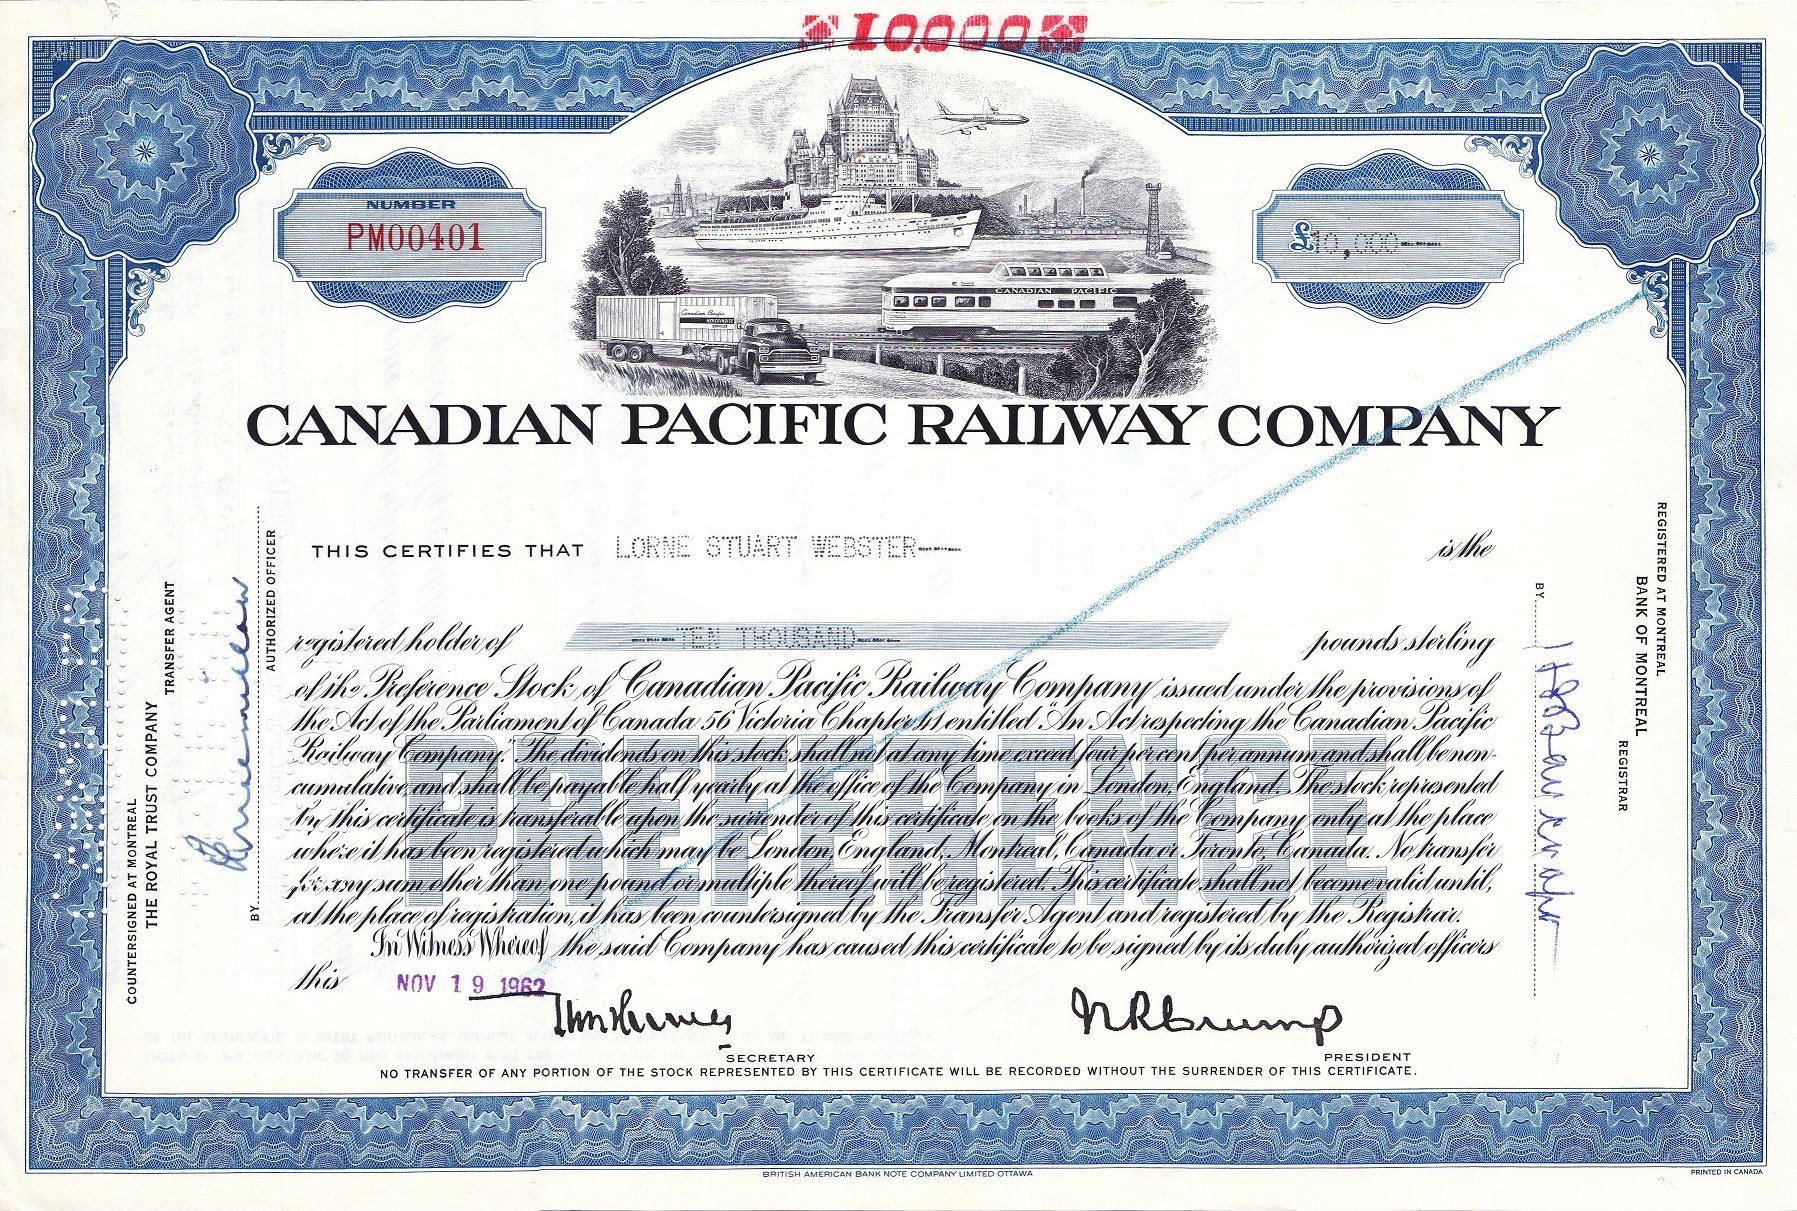 10,000
NUMBER
PM00401
£10,000
CANADIAN PACIFIC
Canadian Pacific
MERCHANDISE
SERVICES
CANADIAN PACIFIC RAILWAY COMPANY
THIS CERTIFIES THAT LORNE STUART WEBSTER is the
registered holder of TEN THOUSAND pounds sterling
of the Preference Stock of Canadian Pacific Railway Company issued under the provisions of
the Act of the Parliament of Canada 56 Victoria Chapter 41 entitled "An Act respecting the Canadian Pacific
Railway Company." The dividends on this stock shall not at any time exceed four per cent per annum and shall be non-
cumulative, and shall be payable half yearly at the office of the Company in London, England. The stock represented
by this certificate is transferable upon the surrender of this certificate on the books of the Company only at the place
where it has been registered which may be London, England, Montreal, Canada or Toronto, Canada. No transfer
for any sum other than one pound or multiple thereof will be registered. This certificate shall not become valid until,
at the place of registration, it has been countersigned by the Transfer Agent and registered by the Registrar.
PREFERENCE
In Witness Whereof the said Company has caused this certificate to be signed by its duly authorized officers
this NOV 19 1962
NRCrump
SECRETARY
PRESIDENT
NO TRANSFER OF ANY PORTION OF THE STOCK REPRESENTED BY THIS CERTIFICATE WILL BE RECORDED WITHOUT THE SURRENDER OF THIS CERTIFICATE.
COUNTERSIGNED AT MONTREAL
THE ROYAL TRUST COMPANY
TRANSFER AGENT
BY
AUTHORIZED OFFICER
REGISTERED AT MONTREAL
BANK OF MONTREAL
REGISTRAR
BY
BRITISH AMERICAN BANK NOTE COMPANY LIMITED OTTAWA
PRINTED IN CANADA